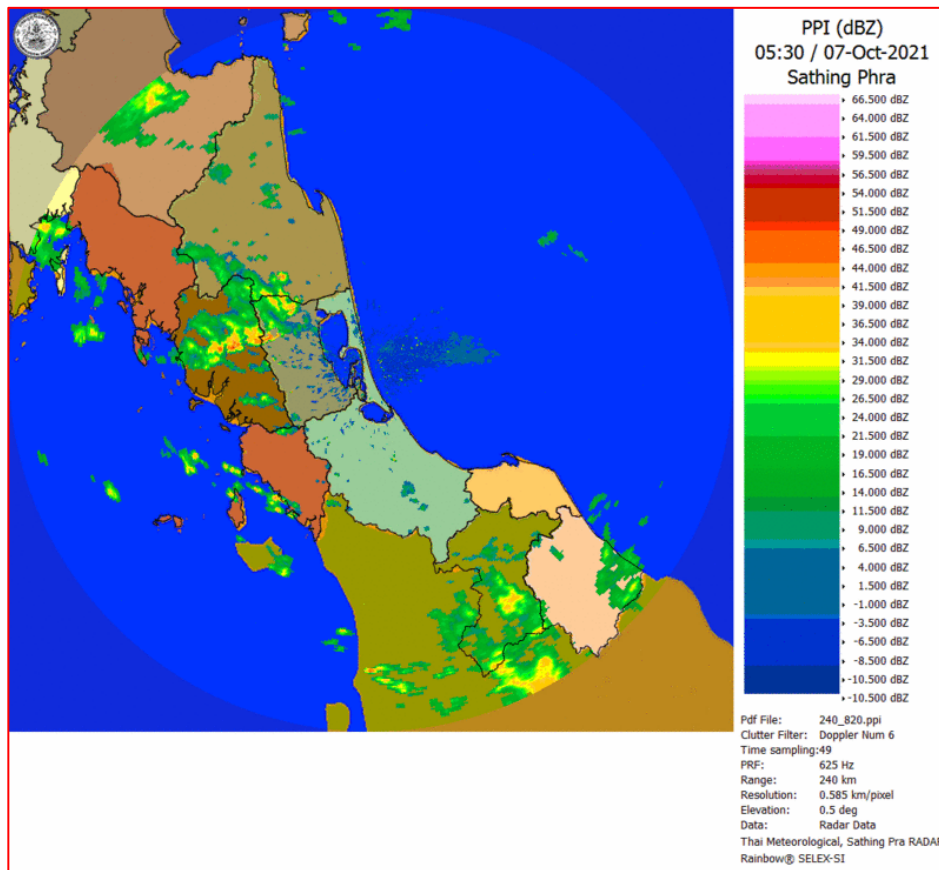 PPI (dBZ)
05:30 / 07-Oct-2021
Sathing Phra
66.500 dBZ
64.000 dBZ
61.500 dBZ
59.500 dBZ
56.500 dBZ
54.000 dBZ
51.500 dBZ
49.000 dBZ
46.500 dBZ
44.000 dBZ
41.500 dBZ
39.000 dBZ
36.500 dBZ
34.000 dBZ
31.500 dBZ
29.000 dBZ
26.500 dBZ
24.000 dBZ
21.500 dBZ
19.000 dBZ
16.500 dBZ
14.000 dBZ
11.500 dBZ
9.000 dBZ
6.500 dBZ
4.000 dBZ
1.500 dBZ
-1.000 dBZ
-3.500 dBZ
-6.500 dBZ
-8.500 dBZ
-10.500 dBZ
-10.500 dBZ
Pdf File: 240_820.ppi
Clutter Filter: Doppler Num 6
Time sampling:49
PRF: 625 Hz
Range: 240 km
Resolution: 0.585 km/pixel
Elevation: 0.5 deg
Data: Radar Data
Thai Meteorological, Sathing Pra RADAR
Rainbow® SELEX-SI